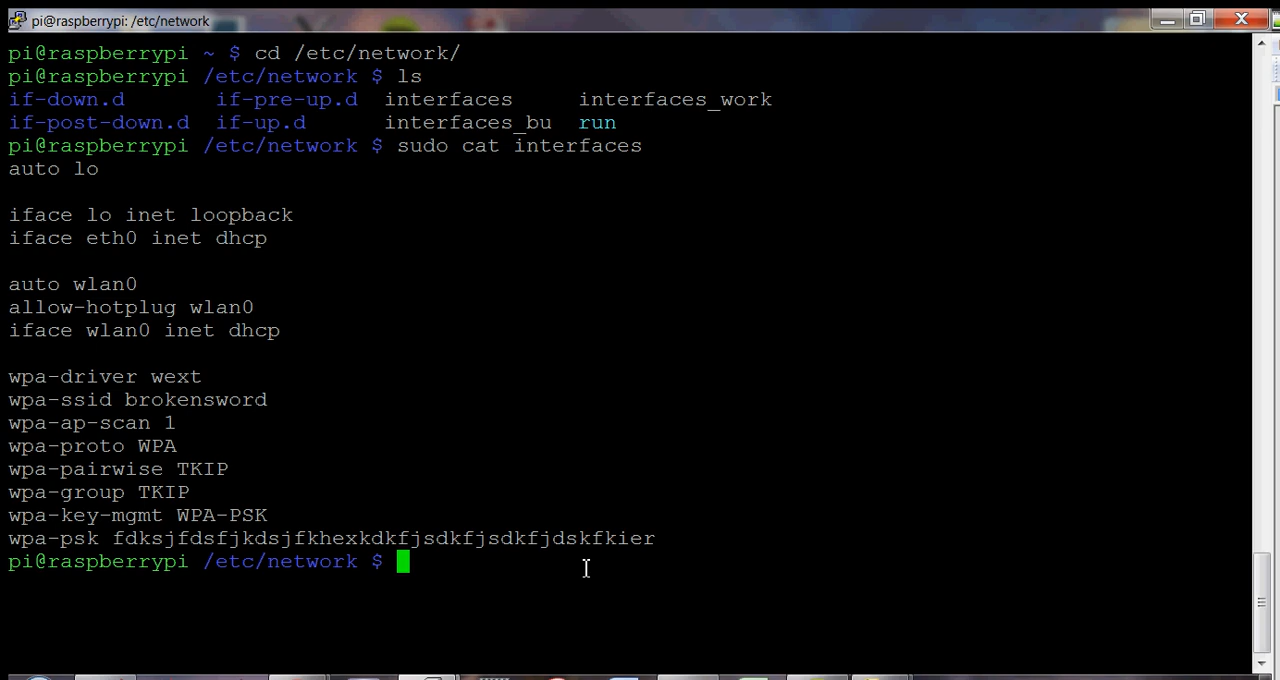 pi@raspberrypi: /etc/network
pi@raspberrypi ~ $ cd /etc/network/
pi@raspberrypi /etc/network $ ls
if-down.d if-pre-up.d interfaces interfaces_work
if-post-down.d if-up.d interfaces_bu run
pi@raspberrypi /etc/network $ sudo cat interfaces
auto lo
iface lo inet loopback
iface eth0 inet dhcp
auto wlan0
allow-hotplug wlan0
iface wlan0 inet dhcp
wpa-driver wext
wpa-ssid brokensword
wpa-ap-scan 1
wpa-proto WPA
wpa-pairwise TKIP
wpa-group TKIP
wpa-key-mgmt WPA-PSK
wpa-psk fdksjfdsfjkdsjfkhexkdkfjsdkfjsdkfjdskfkier
pi@raspberrypi /etc/network $